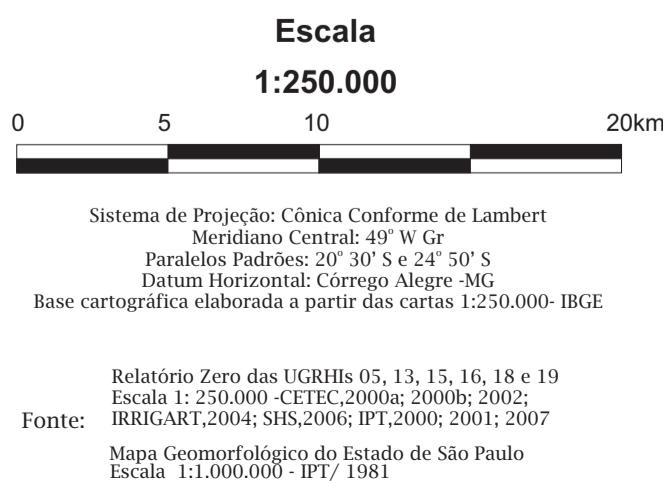 Escala
1:250.000
0 5 10 20km
Sistema de Projeção: Cônica Conforme de Lambert
Meridiano Central: 49° W Gr
Paralelos Padrões: 20° 30' S e 24° 50' S
Datum Horizontal: Córrego Alegre -MG
Base cartográfica elaborada a partir das cartas 1:250.000- IBGE
Relatório Zero das UGRHIs 05, 13, 15, 16, 18 e 19
Escala 1: 250.000 -CETEC,2000a; 2000b; 2002;
Fonte: IRRIGART,2004; SHS,2006; IPT,2000; 2001; 2007
Mapa Geomorfológico do Estado de São Paulo
Escala 1:1.000.000 - IPT/ 1981